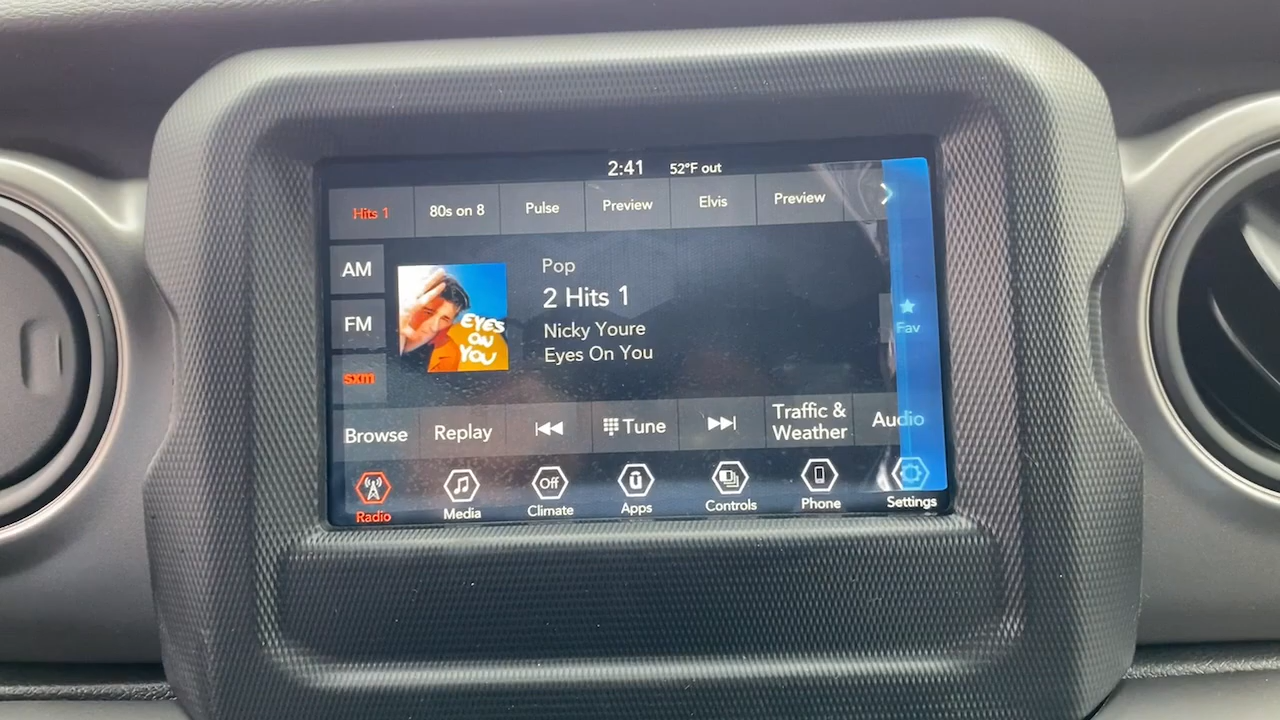 2:41 52°F out
Hits 1 80s on 8 Pulse Preview Elvis Preview
AM
FM
sxm
EYES
ON
YOU
Pop
2 Hits 1
Nicky Youre
Eyes On You
Fav
Browse Replay Tune Traffic & Weather Audio
Radio Media Off Climate Apps Controls Phone Settings